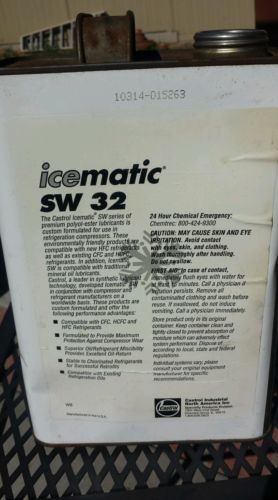 10314-D15263
icematic®
SW 32
The Castrol Icematic® SW series of
premium polyol-ester lubricants is
custom formulated for use in
refrigeration compressors. These
environmentally friendly products are
compatible with new HFC refrigerants
as well as existing CFC and HCFC
refrigerants. In addition, Icematic
SW is compatible with traditional
mineral oil lubricants.
Castrol, a leader in synthetic lubricant
technology, developed Icematic SW
in conjunction with compressor and
refrigerant manufacturers on a
worldwide basis. These products are
custom formulated and offer the
following performance advantages:
Compatible with CFC, HCFC and
HFC Refrigerants
Formulated to Provide Maximum
Protection Against Compressor Wear
Superior Oil/Refrigerant Miscibility
Provides Excellent Oil-Return
Stable to Chlorinated Refrigerants
for Successful Retrofits
Compatible with Existing
Refrigeration Oils
WB
Manufactured in the U.S.A.
24 Hour Chemical Emergency:
Chemtrec: 800-424-9300
CAUTION: MAY CAUSE SKIN AND EYE
IRRITATION. Avoid contact
with eyes, skin, and clothing.
Wash thoroughly after handling.
Do not swallow.
FIRST AID: In case of contact,
immediately flush eyes with water for
15 minutes. Call a physician if
irritation persists. Remove all
contaminated clothing and wash before
reuse. If swallowed, do not induce
vomiting. Call a physician immediately.
Store product only in its original
container. Keep container clean and
tightly closed to prevent absorption of
moisture which can adversely effect
system performance. Dispose of
according to local, state and federal
regulations.
Individual systems vary, please
consult your original equipment
manufacturer for specific
recommendations.
Castrol
Castrol Industrial
North America Inc.
Specialty Products Division